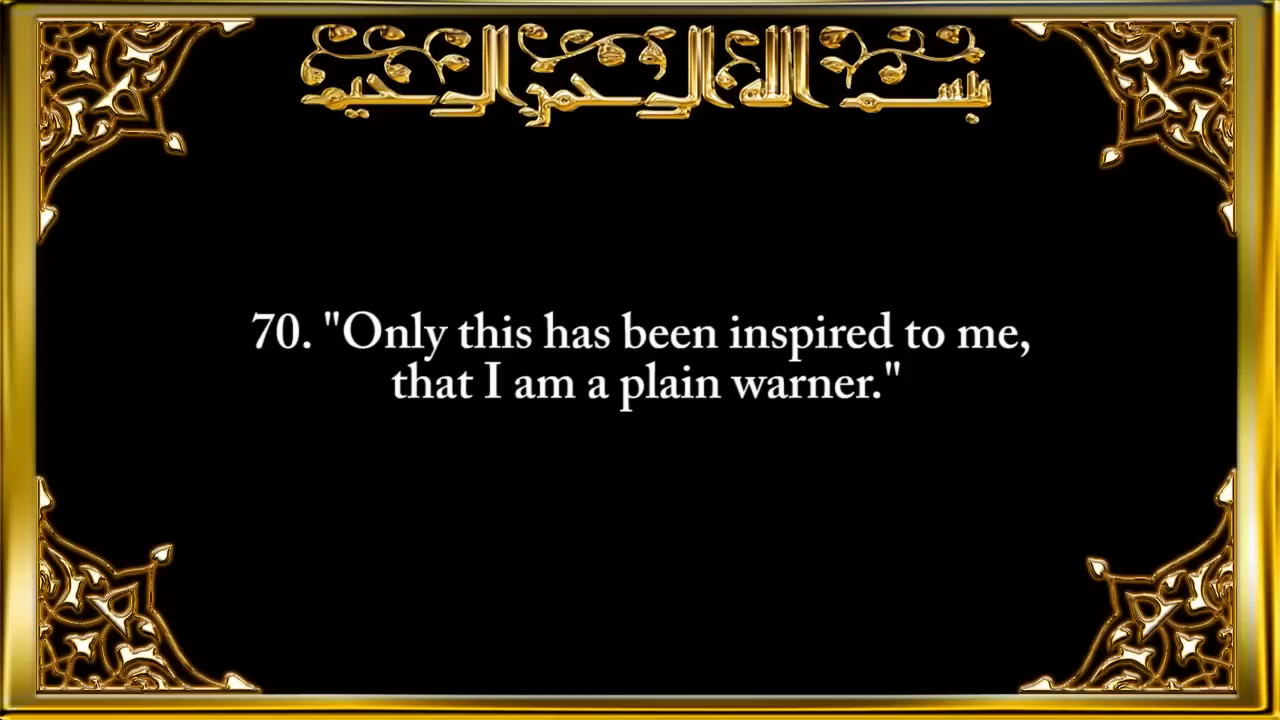 بسم الله الرحمن الرحيم
70. "Only this has been inspired to me,
that I am a plain warner."